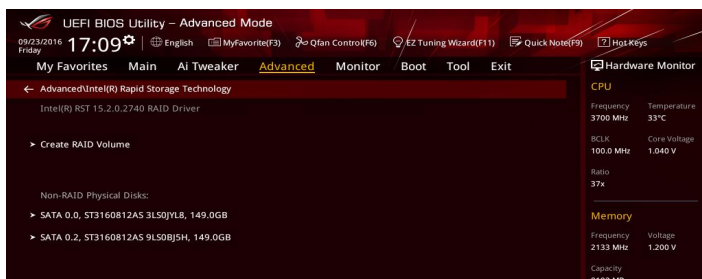 UEFI BIOS Utility – Advanced Mode
09/23/2016 Friday 17:09 English MyFavorite(F3) Qfan Control(F6) EZ Tuning Wizard(F11) Quick Note(F9) ? Hot Keys
My Favorites Main Ai Tweaker Advanced Monitor Boot Tool Exit
Hardware Monitor
← Advanced\Intel(R) Rapid Storage Technology
Intel(R) RST 15.2.0.2740 RAID Driver
> Create RAID Volume
Non-RAID Physical Disks:
> SATA 0.0, ST3160812AS 3LS0JYL8, 149.0GB
> SATA 0.2, ST3160812AS 9LS0BJ5H, 149.0GB
CPU
Frequency Temperature
3700 MHz 33°C
BCLK Core Voltage
100.0 MHz 1.040 V
Ratio
37x
Memory
Frequency Voltage
2133 MHz 1.200 V
Capacity